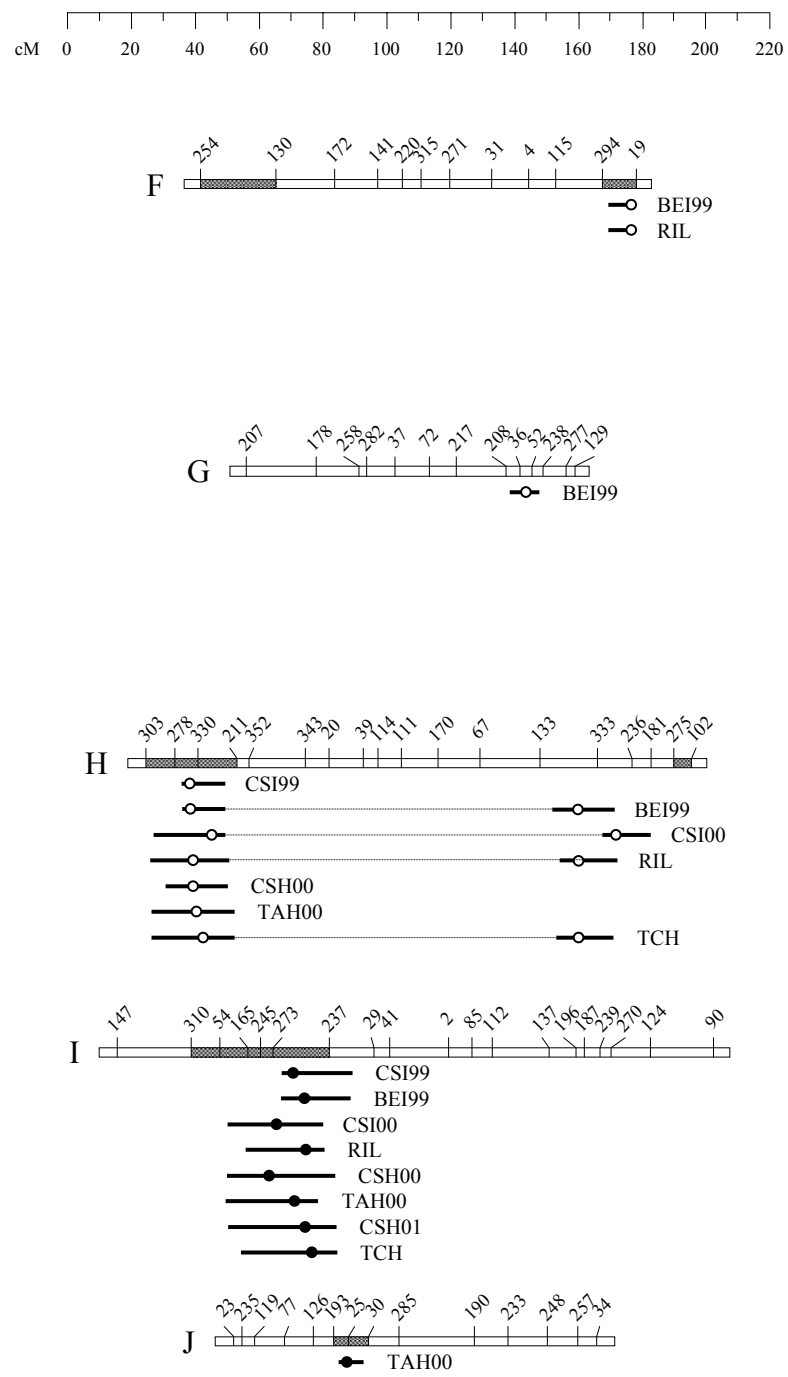 cM 0 20 40 60 80 100 120 140 160 180 200 220
254 130 172 141 220 315 271 31 4 115 294 19
F
BEI99
RIL
207 178 258 282 37 72 217 208 36 52 238 277 129
G
BEI99
303 278 330 211 352 343 20 39 114 111 170 67 133 333 236 181 275 102
H
CSI99
BEI99
CSI00
RIL
CSH00
TAH00
TCH
147 310 54 165 245 273 237 29 41 2 85 112 137 196 187 239 270 124 90
I
CSI99
BEI99
CSI00
RIL
CSH00
TAH00
CSH01
TCH
23 235 119 77 126 193 25 30 285 190 233 248 257 34
J
TAH00